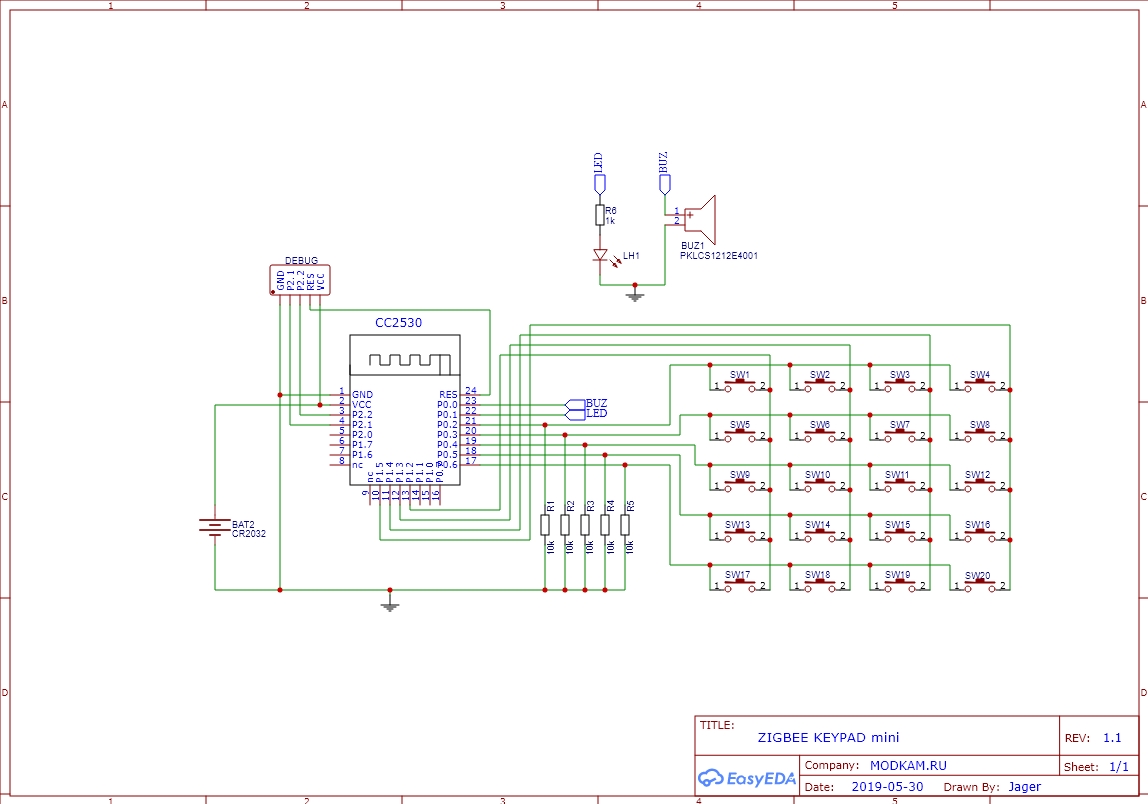 1 2 3 4 5
A A
LED BUZ
R6
1k
1
2
LH1
BUZ1
PKLCS1212E4001
DEBUG
GND P2.1 P2.2 RES VCC
B B
CC2530
1 GND RES 24
2 VCC P0.0 23
3 P2.2 P0.1 22
4 P2.1 P0.2 21
5 P2.0 P0.3 20
6 P1.7 P0.4 19
7 P1.6 P0.5 18
8 nc P0.6 17
nc P1.5 P1.4 P1.3 P1.2 P1.1 P1.0
9 10 11 12 13 14 15 16
BUZ
LED
SW1 SW2 SW3 SW4
1 2 1 2 1 2 1 2
SW5 SW6 SW7 SW8
1 2 1 2 1 2 1 2
SW9 SW10 SW11 SW12
1 2 1 2 1 2 1 2
C C
R1 R2 R3 R4 R5
10k 10k 10k 10k 10k
BAT2
CR2032
SW13 SW14 SW15 SW16
1 2 1 2 1 2 1 2
SW17 SW18 SW19 SW20
1 2 1 2 1 2 1 2
D D
TITLE:
ZIGBEE KEYPAD mini
REV: 1.1
EasyEDA
Company: MODKAM.RU
Sheet: 1/1
Date: 2019-05-30 Drawn By: Jager
1 2 3 4 5